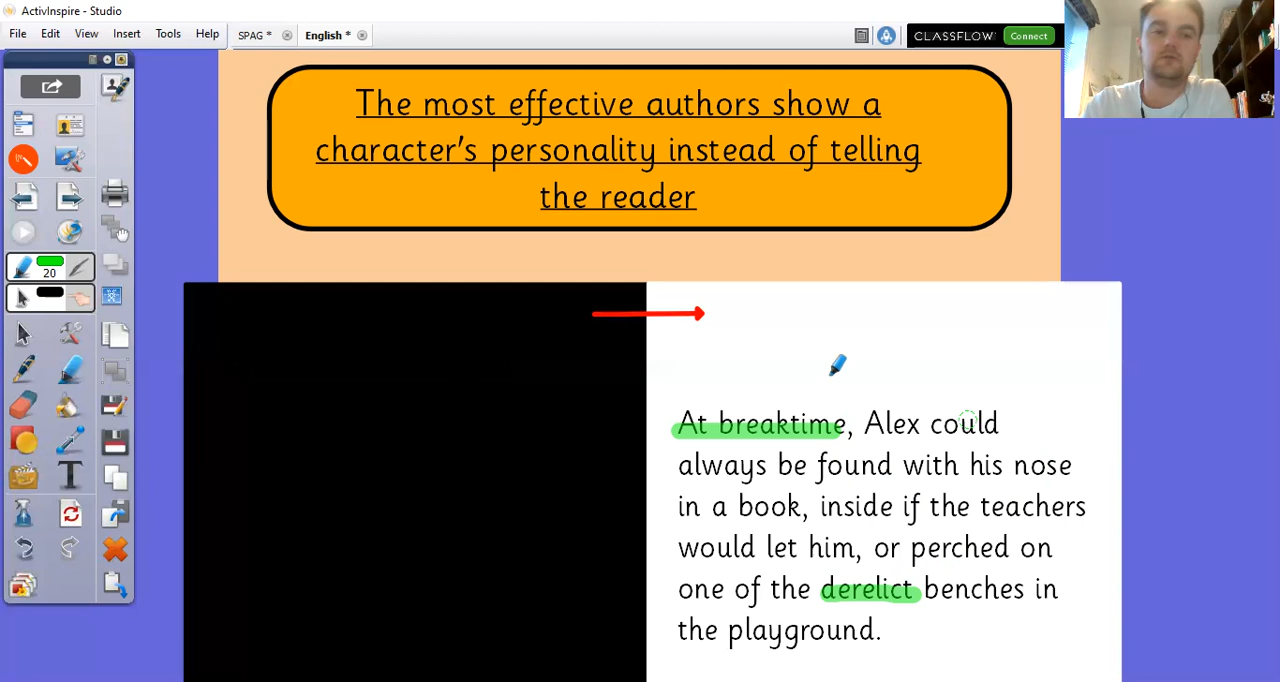 ActivInspire - Studio
File Edit View Insert Tools Help
SPAG * English *
CLASSFLOW Connect
20
The most effective authors show a
character's personality instead of telling
the reader
At breaktime, Alex could
always be found with his nose
in a book, inside if the teachers
would let him, or perched on
one of the derelict benches in
the playground.